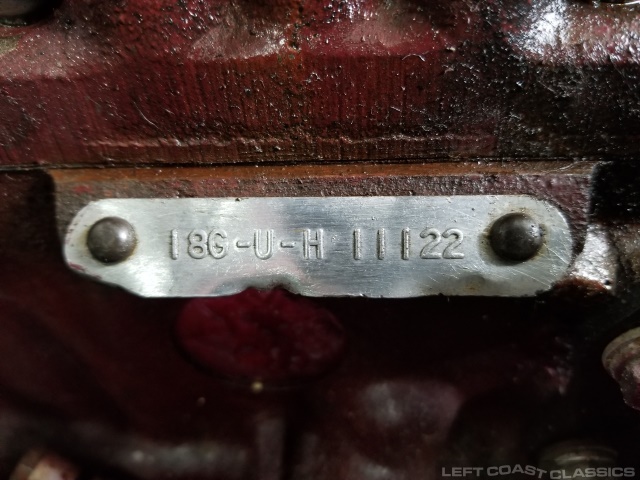 18G-U-H 11122
LEFT COAST CLASSICS